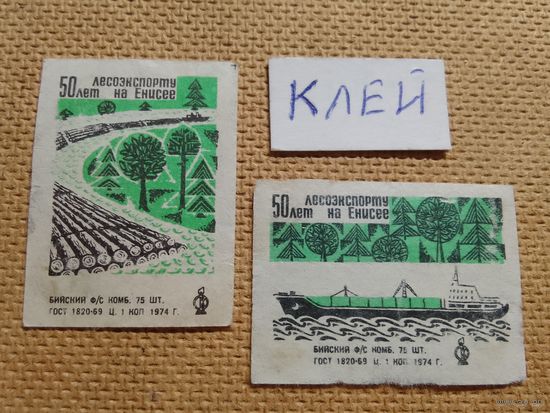 50 лет лесоэкспорту
на Енисее
БИЙСКИЙ Ф/С КОМБ. 75 ШТ.
ГОСТ 1820-69 Ц. 1 КОП 1974 Г.
КЛЕЙ
50 лет лесоэкспорту
на Енисее
БИЙСКИЙ Ф/С КОМБ. 75 ШТ.
ГОСТ 1820-69 Ц. 1 КОП 1974 Г.